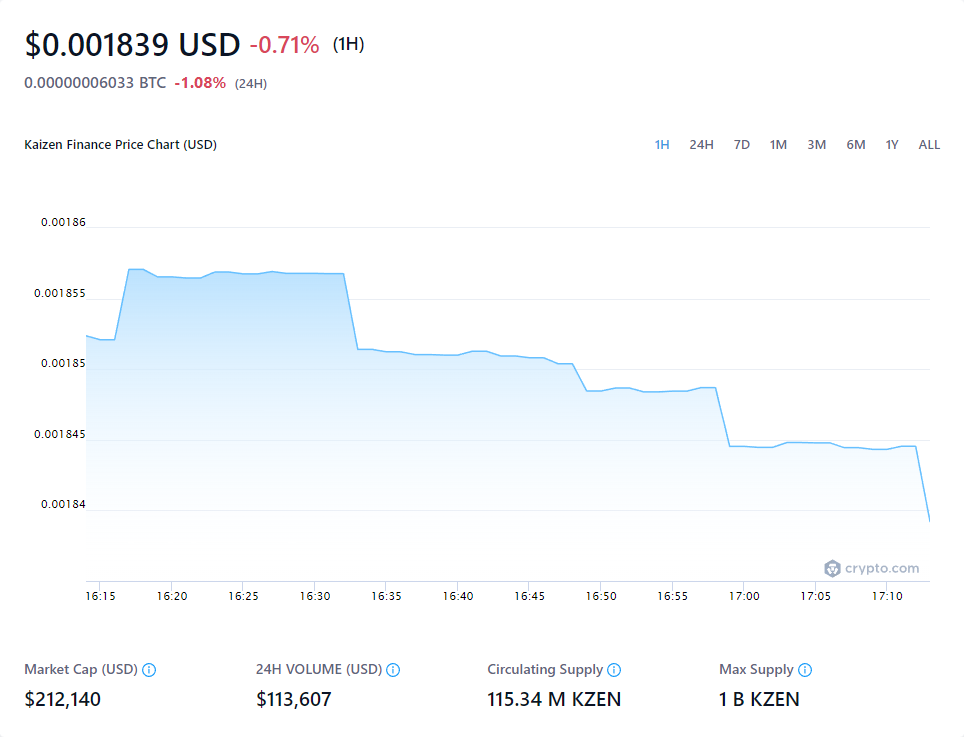 $0.001839 USD -0.71% (1H)
0.00000006033 BTC -1.08% (24H)
Kaizen Finance Price Chart (USD) 1H 24H 7D 1M 3M 6M 1Y ALL
0.00186
0.001855
0.00185
0.001845
0.00184
crypto.com
16:15 16:20 16:25 16:30 16:35 16:40 16:45 16:50 16:55 17:00 17:05 17:10
Market Cap (USD) 24H VOLUME (USD) Circulating Supply Max Supply
$212,140 $113,607 115.34 M KZEN 1 B KZEN